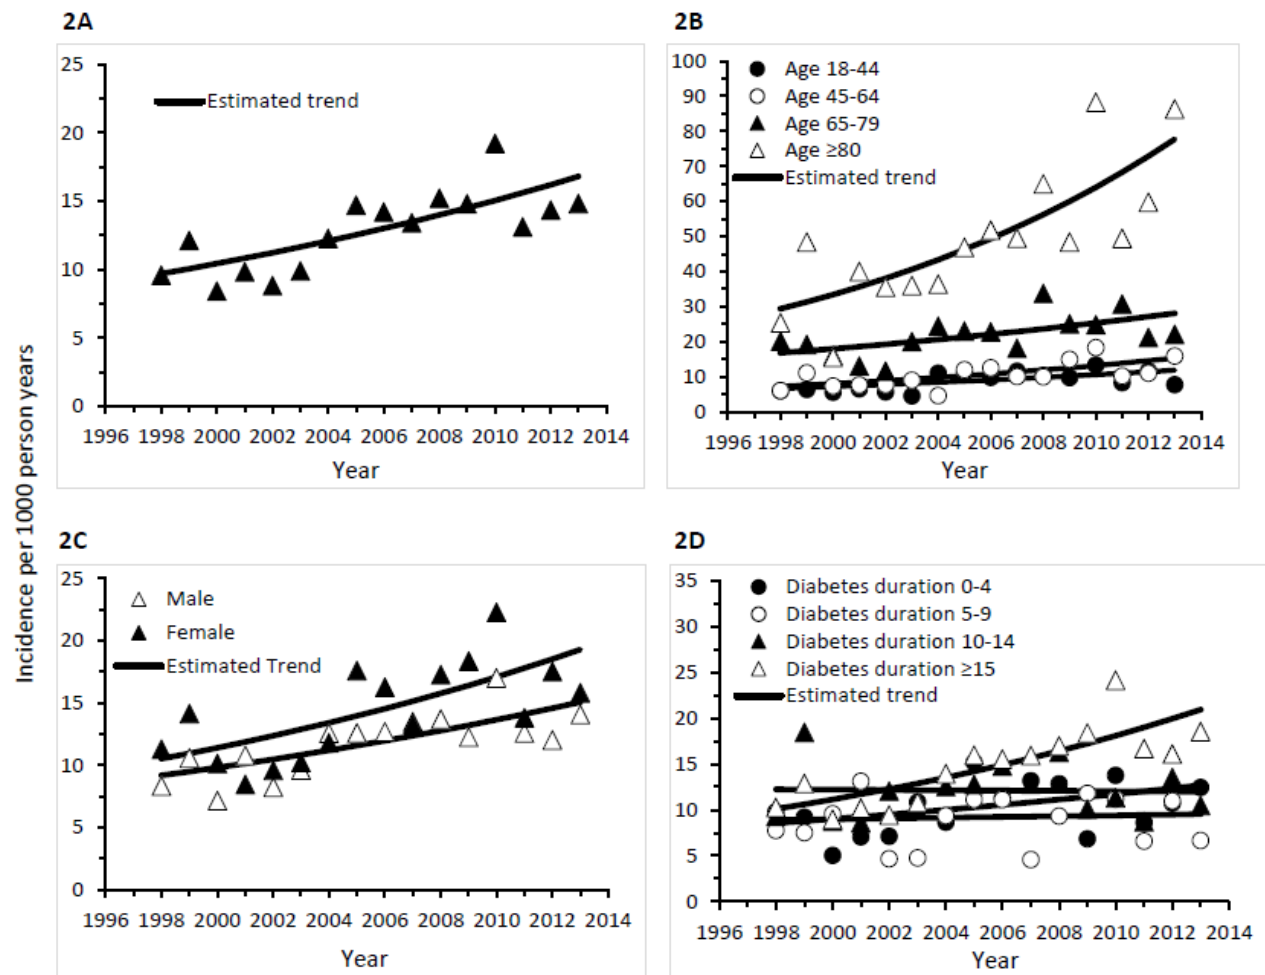 2A
25
20
15
10
5
0
Estimated trend
1996 1998 2000 2002 2004 2006 2008 2010 2012 2014
Year
2B
100
90
80
70
60
50
40
30
20
10
0
Age 18-44
Age 45-64
Age 65-79
Age ≥80
Estimated trend
1996 1998 2000 2002 2004 2006 2008 2010 2012 2014
Year
Incidence per 1000 person years
2C
25
20
15
10
5
0
Male
Female
Estimated Trend
1996 1998 2000 2002 2004 2006 2008 2010 2012 2014
Year
2D
35
30
25
20
15
10
5
0
Diabetes duration 0-4
Diabetes duration 5-9
Diabetes duration 10-14
Diabetes duration ≥15
Estimated trend
1996 1998 2000 2002 2004 2006 2008 2010 2012 2014
Year